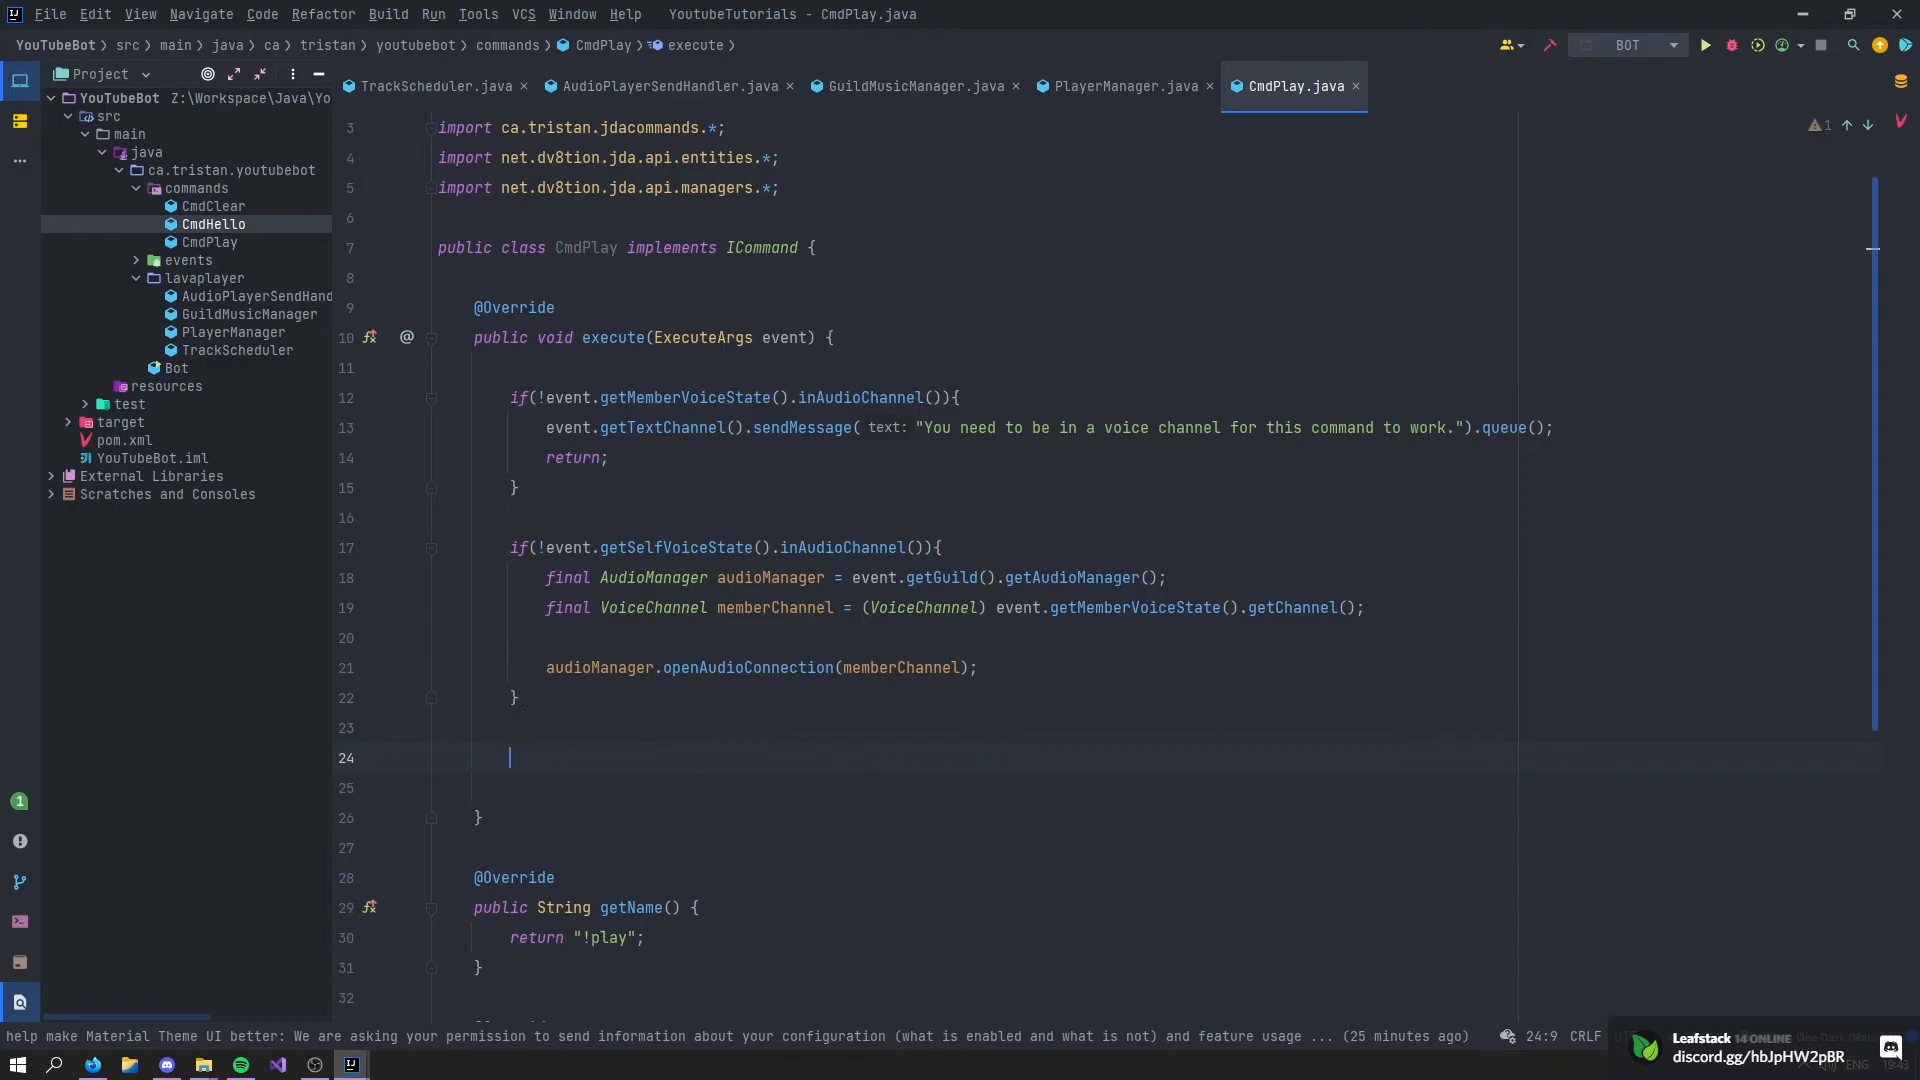 File Edit View Navigate Code Refactor Build Run Tools VCS Window Help YoutubeTutorials - CmdPlay.java
YouTubeBot src main java ca tristan youtubebot commands CmdPlay execute BOT
Project
TrackScheduler.java AudioPlayerSendHandler.java GuildMusicManager.java PlayerManager.java CmdPlay.java
YouTubeBot Z:\Workspace\Java\Yo
src
main
java
ca.tristan.youtubebot
commands
CmdClear
CmdHello
CmdPlay
events
lavaplayer
AudioPlayerSendHand
GuildMusicManager
PlayerManager
TrackScheduler
Bot
resources
test
target
pom.xml
YouTubeBot.iml
External Libraries
Scratches and Consoles
1
3 import ca.tristan.jdacommands.*;
4 import net.dv8tion.jda.api.entities.*;
5 import net.dv8tion.jda.api.managers.*;
6
7 public class CmdPlay implements ICommand {
8
9 @Override
10 @ public void execute(ExecuteArgs event) {
11
12 if(!event.getMemberVoiceState().inAudioChannel()){
13 event.getTextChannel().sendMessage( text: "You need to be in a voice channel for this command to work.").queue();
14 return;
15 }
16
17 if(!event.getSelfVoiceState().inAudioChannel()){
18 final AudioManager audioManager = event.getGuild().getAudioManager();
19 final VoiceChannel memberChannel = (VoiceChannel) event.getMemberVoiceState().getChannel();
20
21 audioManager.openAudioConnection(memberChannel);
22 }
23
24
25
26 }
27
28 @Override
29 public String getName() {
30 return "!play";
31 }
32
1
help make Material Theme UI better: We are asking your permission to send information about your configuration (what is enabled and what is not) and feature usage ... (25 minutes ago) 24:9 CRLF
Leafstack 14 ONLINE
discord.gg/hbJpHW2pBR
ENG 19:43